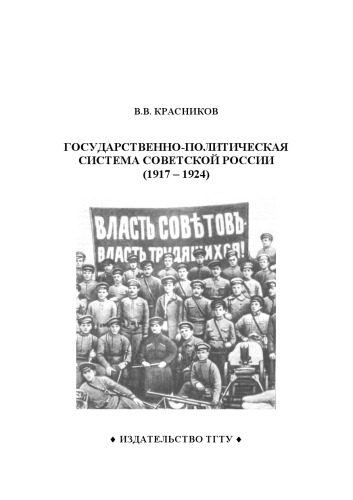 В.В. КРАСНИКОВ
ГОСУДАРСТВЕННО-ПОЛИТИЧЕСКАЯ
СИСТЕМА СОВЕТСКОЙ РОССИИ
(1917 – 1924)
ВЛАСТЬ СОВѢТОВЪ-
ВЛАСТЬ ТРУДЯЩИХСЯ!
♦ ИЗДАТЕЛЬСТВО ТГТУ ♦